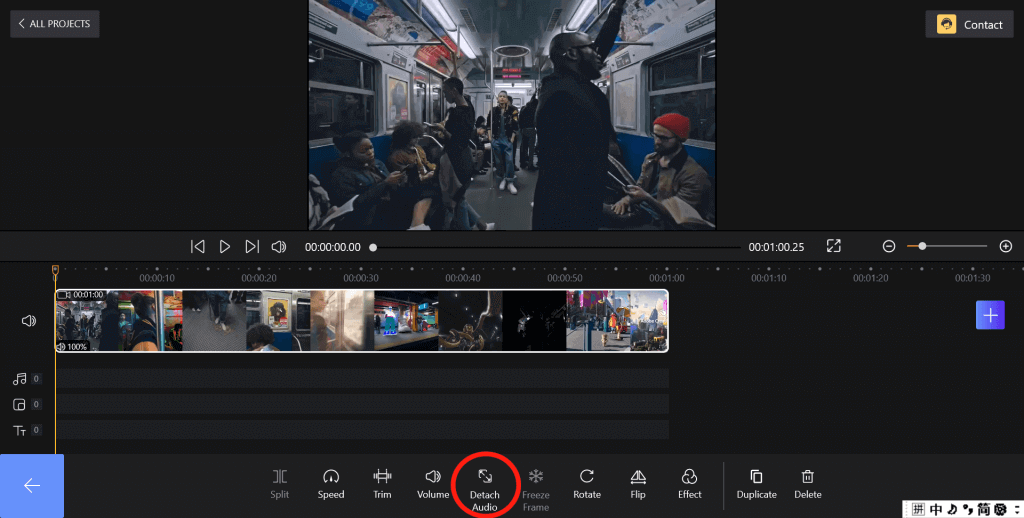 ALL PROJECTS
Contact
00:00:00.00
00:01:00.25
0
00:00:10
00:00:20
00:00:30
00:00:40
00:00:50
00:01:00
00:01:10
00:01:20
00:01:30
00:01:00
100%
0
0
0
Split
Speed
Trim
Volume
Detach
Audio
Freeze
Frame
Rotate
Flip
Effect
Duplicate
Delete
拼 中 简